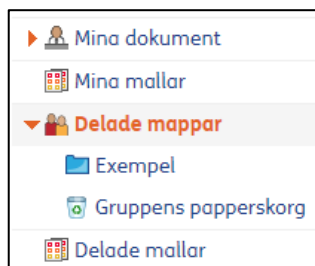 Mina dokument
Mina mallar
Delade mappar
Exempel
Gruppens papperskorg
Delade mallar